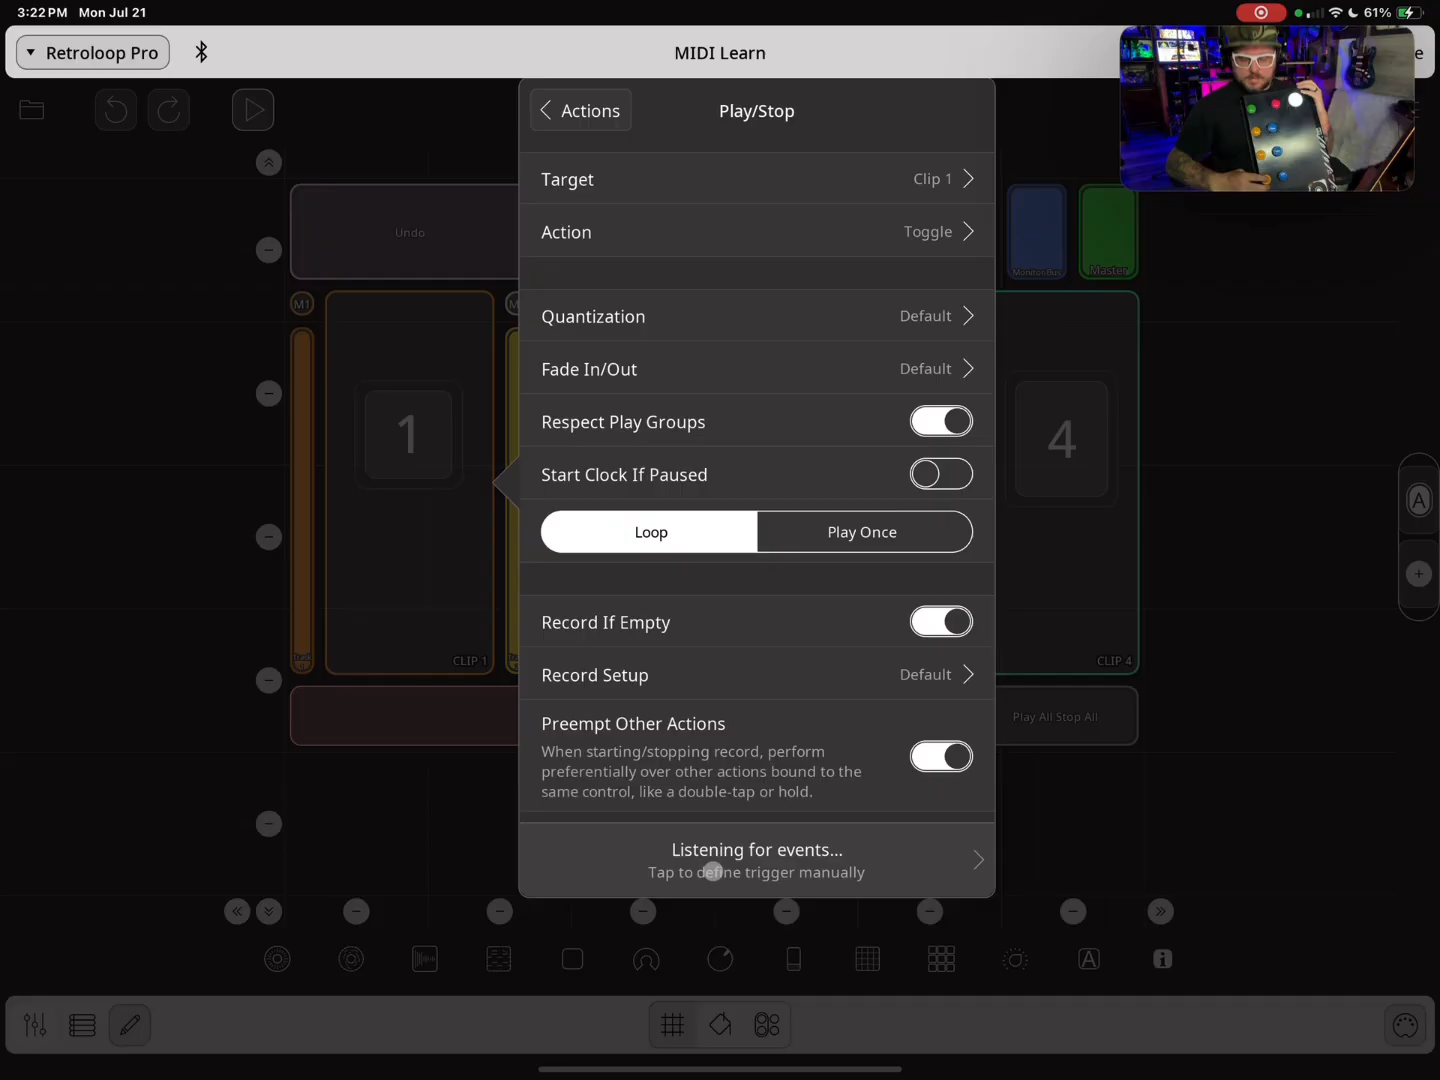 3:22 PM Mon Jul 21
61%
Retroloop Pro
MIDI Learn
Actions
Play/Stop
Target
Clip 1
Action
Toggle
Undo
Monitor Bus
Master
Quantization
Default
M1
Fade In/Out
Default
Respect Play Groups
1
4
Start Clock If Paused
A
Loop
Play Once
Record If Empty
CLIP 1
CLIP 4
Record Setup
Default
Preempt Other Actions
Play All Stop All
When starting/stopping record, perform
preferentially over other actions bound to the
same control, like a double-tap or hold.
Listening for events...
Tap to define trigger manually
A